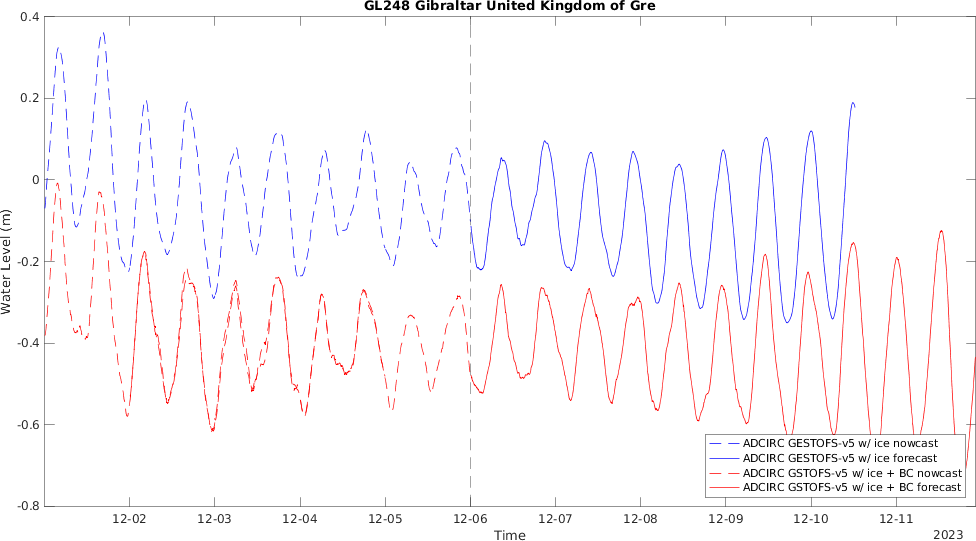 GL248 Gibraltar United Kingdom of Gre
0.4
0.2
0
-0.2
-0.4
-0.6
-0.8
Water Level (m)
12-02
12-03
12-04
12-05
12-06
12-07
12-08
12-09
12-10
12-11
Time
2023
ADCIRC GESTOFS-v5 w/ ice nowcast
ADCIRC GESTOFS-v5 w/ ice forecast
ADCIRC GSTOFS-v5 w/ ice + BC nowcast
ADCIRC GSTOFS-v5 w/ ice + BC forecast